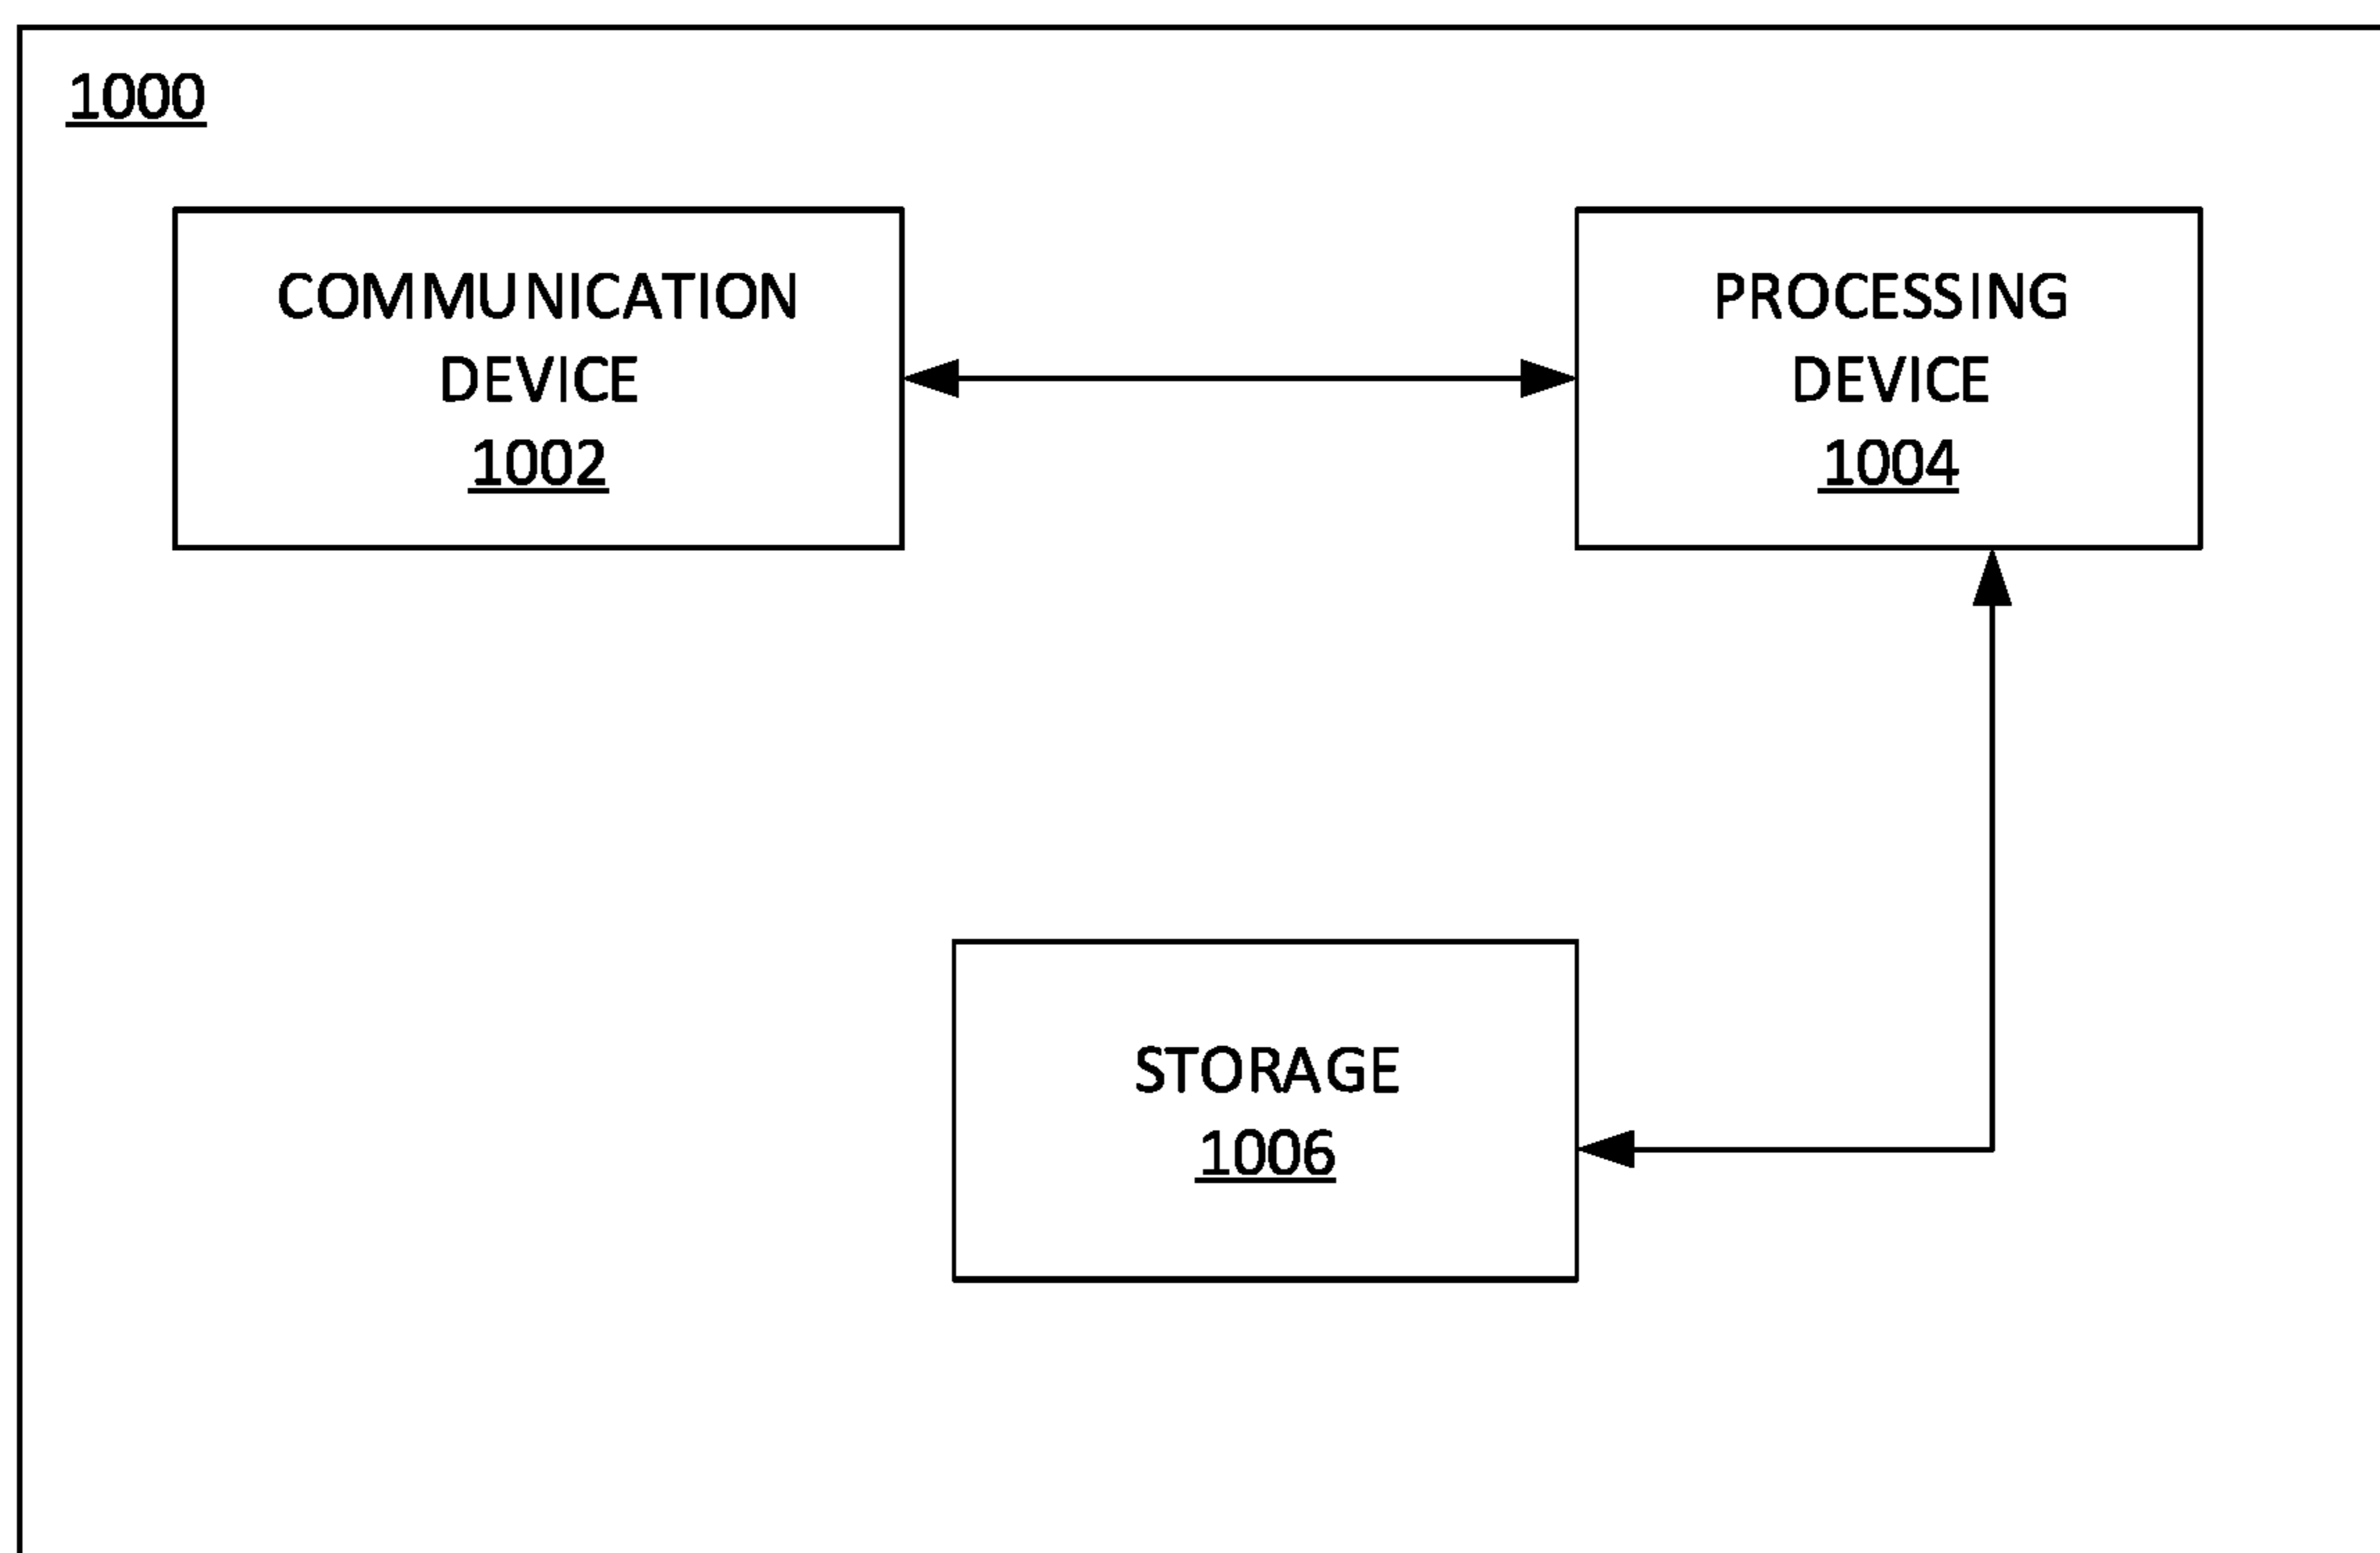 1000
COMMUNICATION
DEVICE
1002
PROCESSING
DEVICE
1004
STORAGE
1006